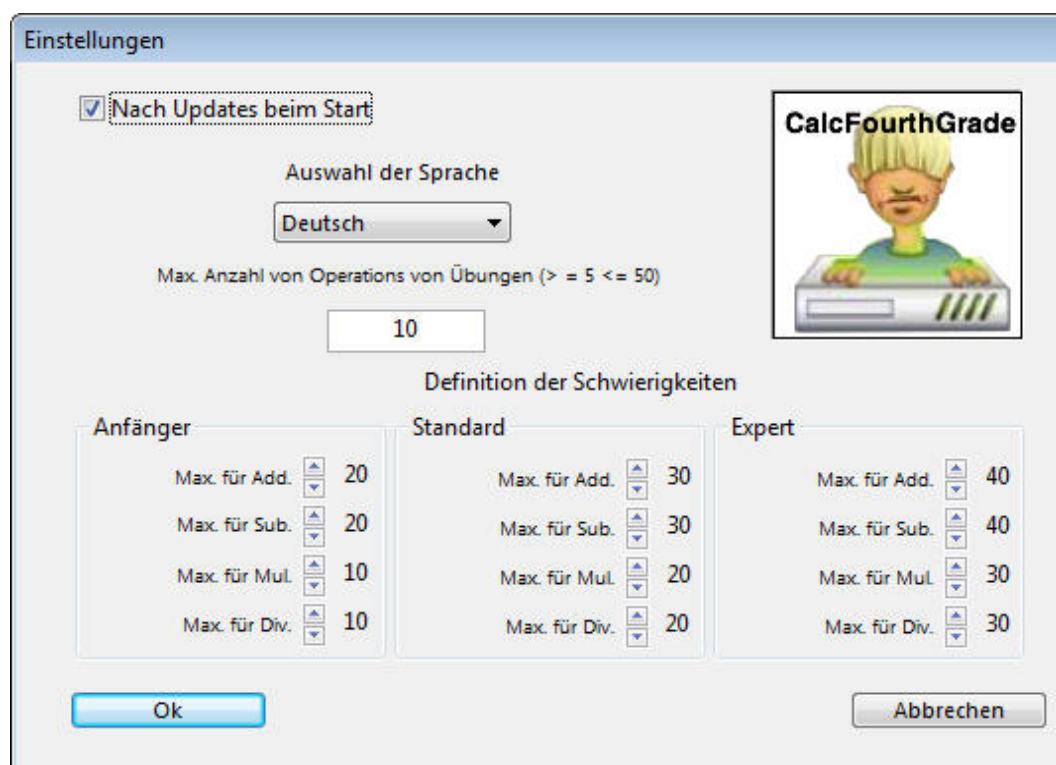 Einstellungen
Nach Updates beim Start
CalcFourthGrade
Auswahl der Sprache
Deutsch
Max. Anzahl von Operations von Übungen (> = 5 <= 50)
10
Definition der Schwierigkeiten
Anfänger
Max. für Add. 20
Max. für Sub. 20
Max. für Mul. 10
Max. für Div. 10
Standard
Max. für Add. 30
Max. für Sub. 30
Max. für Mul. 20
Max. für Div. 20
Expert
Max. für Add. 40
Max. für Sub. 40
Max. für Mul. 30
Max. für Div. 30
Ok
Abbrechen